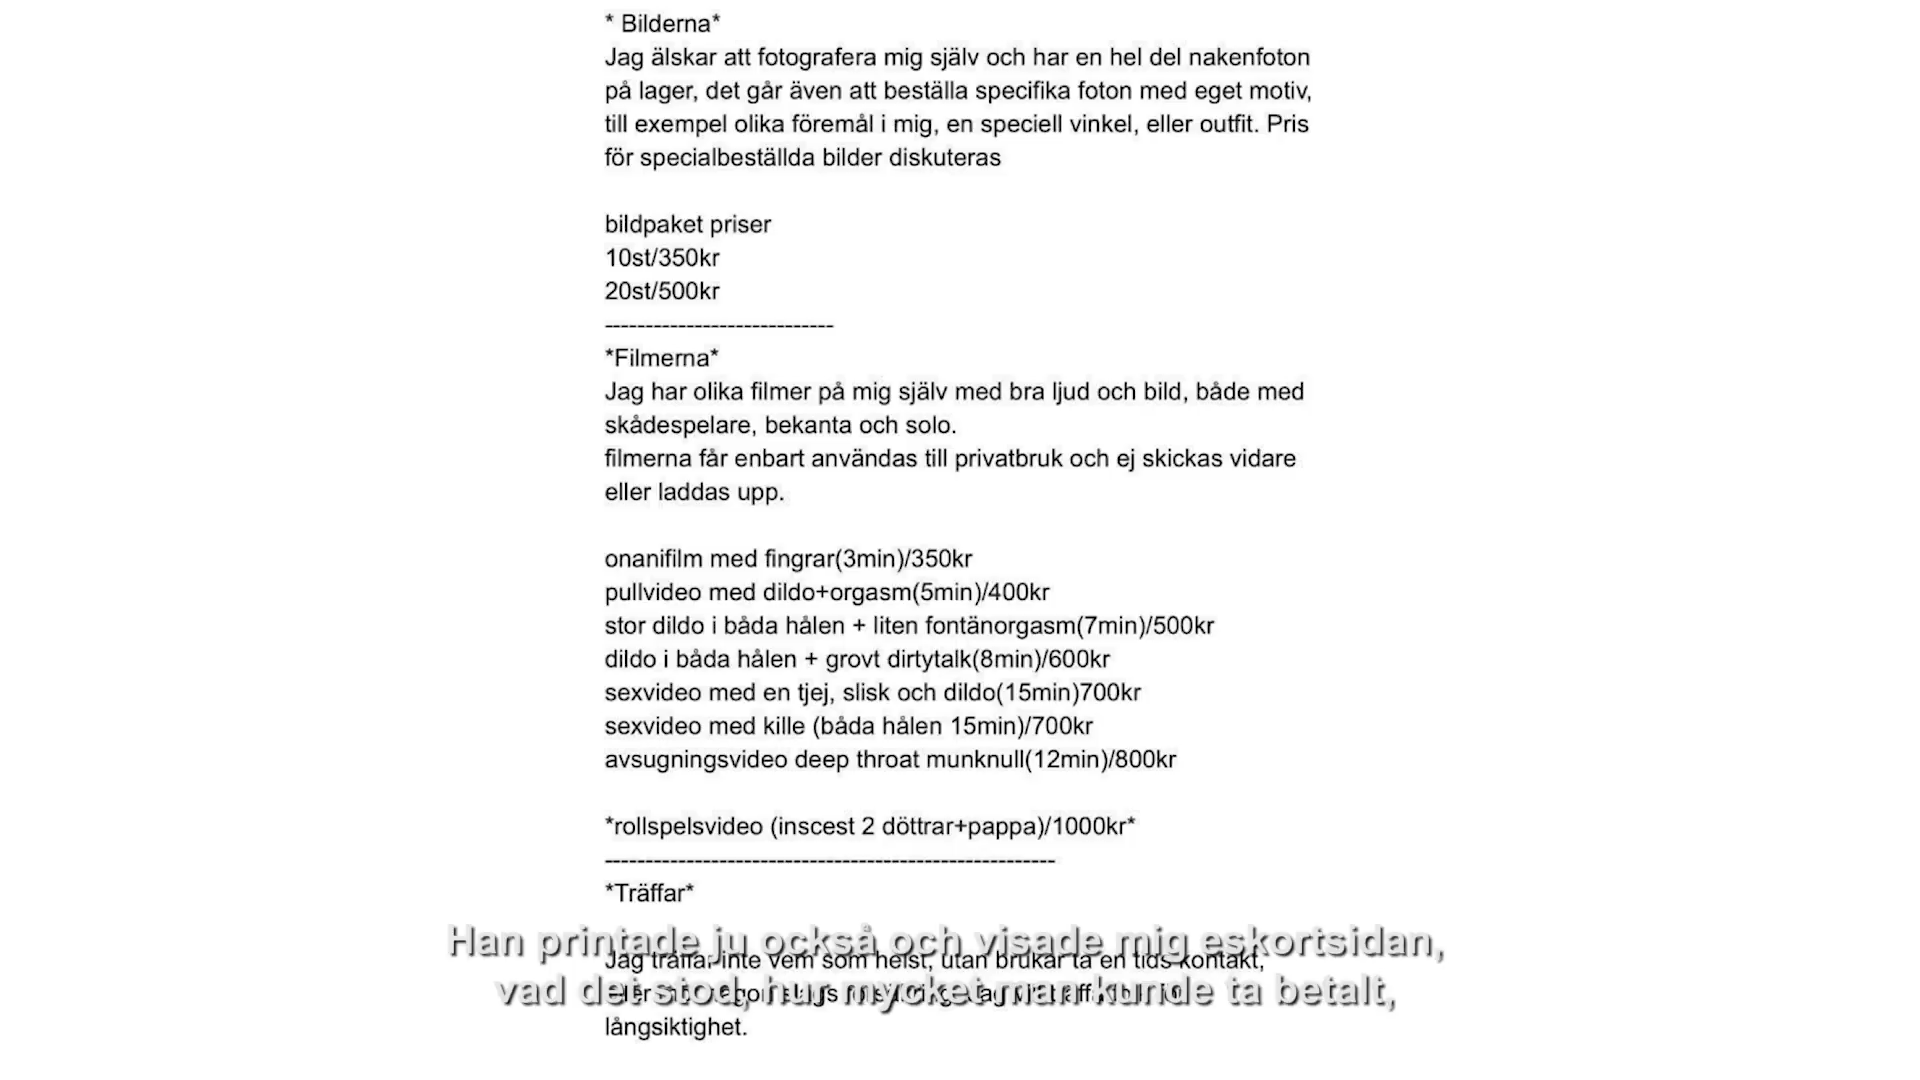 * Bilderna*
Jag älskar att fotografera mig själv och har en hel del nakenfoton
på lager, det går även att beställa specifika foton med eget motiv,
till exempel olika föremål i mig, en speciell vinkel, eller outfit. Pris
för specialbeställda bilder diskuteras
bildpaket priser
10st/350kr
20st/500kr
----------------------------
*Filmerna*
Jag har olika filmer på mig själv med bra ljud och bild, både med
skådespelare, bekanta och solo.
filmerna får enbart användas till privatbruk och ej skickas vidare
eller laddas upp.
onanifilm med fingrar(3min)/350kr
pullvideo med dildo+orgasm(5min)/400kr
stor dildo i båda hålen + liten fontänorgasm(7min)/500kr
dildo i båda hålen + grovt dirtytalk(8min)/600kr
sexvideo med en tjej, slisk och dildo(15min)700kr
sexvideo med kille (båda hålen 15min)/700kr
avsugningsvideo deep throat munknull(12min)/800kr
*rollspelsvideo (inscest 2 döttrar+pappa)/1000kr*
-------------------------------------------------------
*Träffar*
Han printade ju också och visade mig eskortsidan,
Jag träffar inte vem som helst, utan brukar ta en tids kontakt,
vad det stod, hur mycket man kunde ta betalt,
långsiktighet.